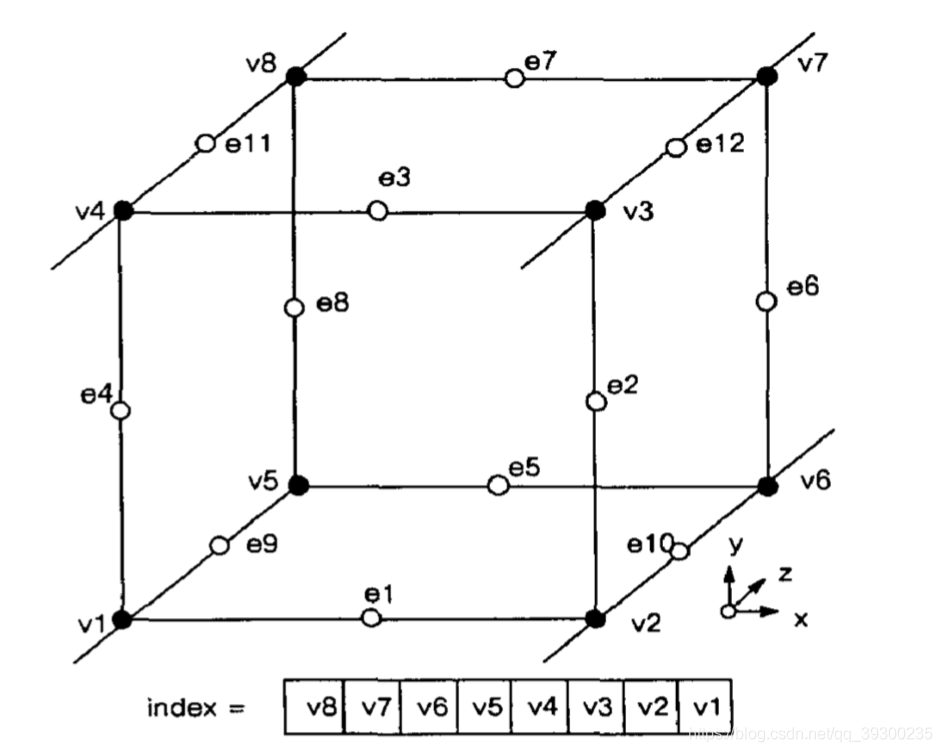 v8 e7 v7
e11 e12
e3
v4 v3
e8 e6
e4 e2
v5 e5 v6
e9 e10 y
z
e1
v1 v2 x
index = v8 v7 v6 v5 v4 v3 v2 v1
https://blog.csdn.net/qq_39300235